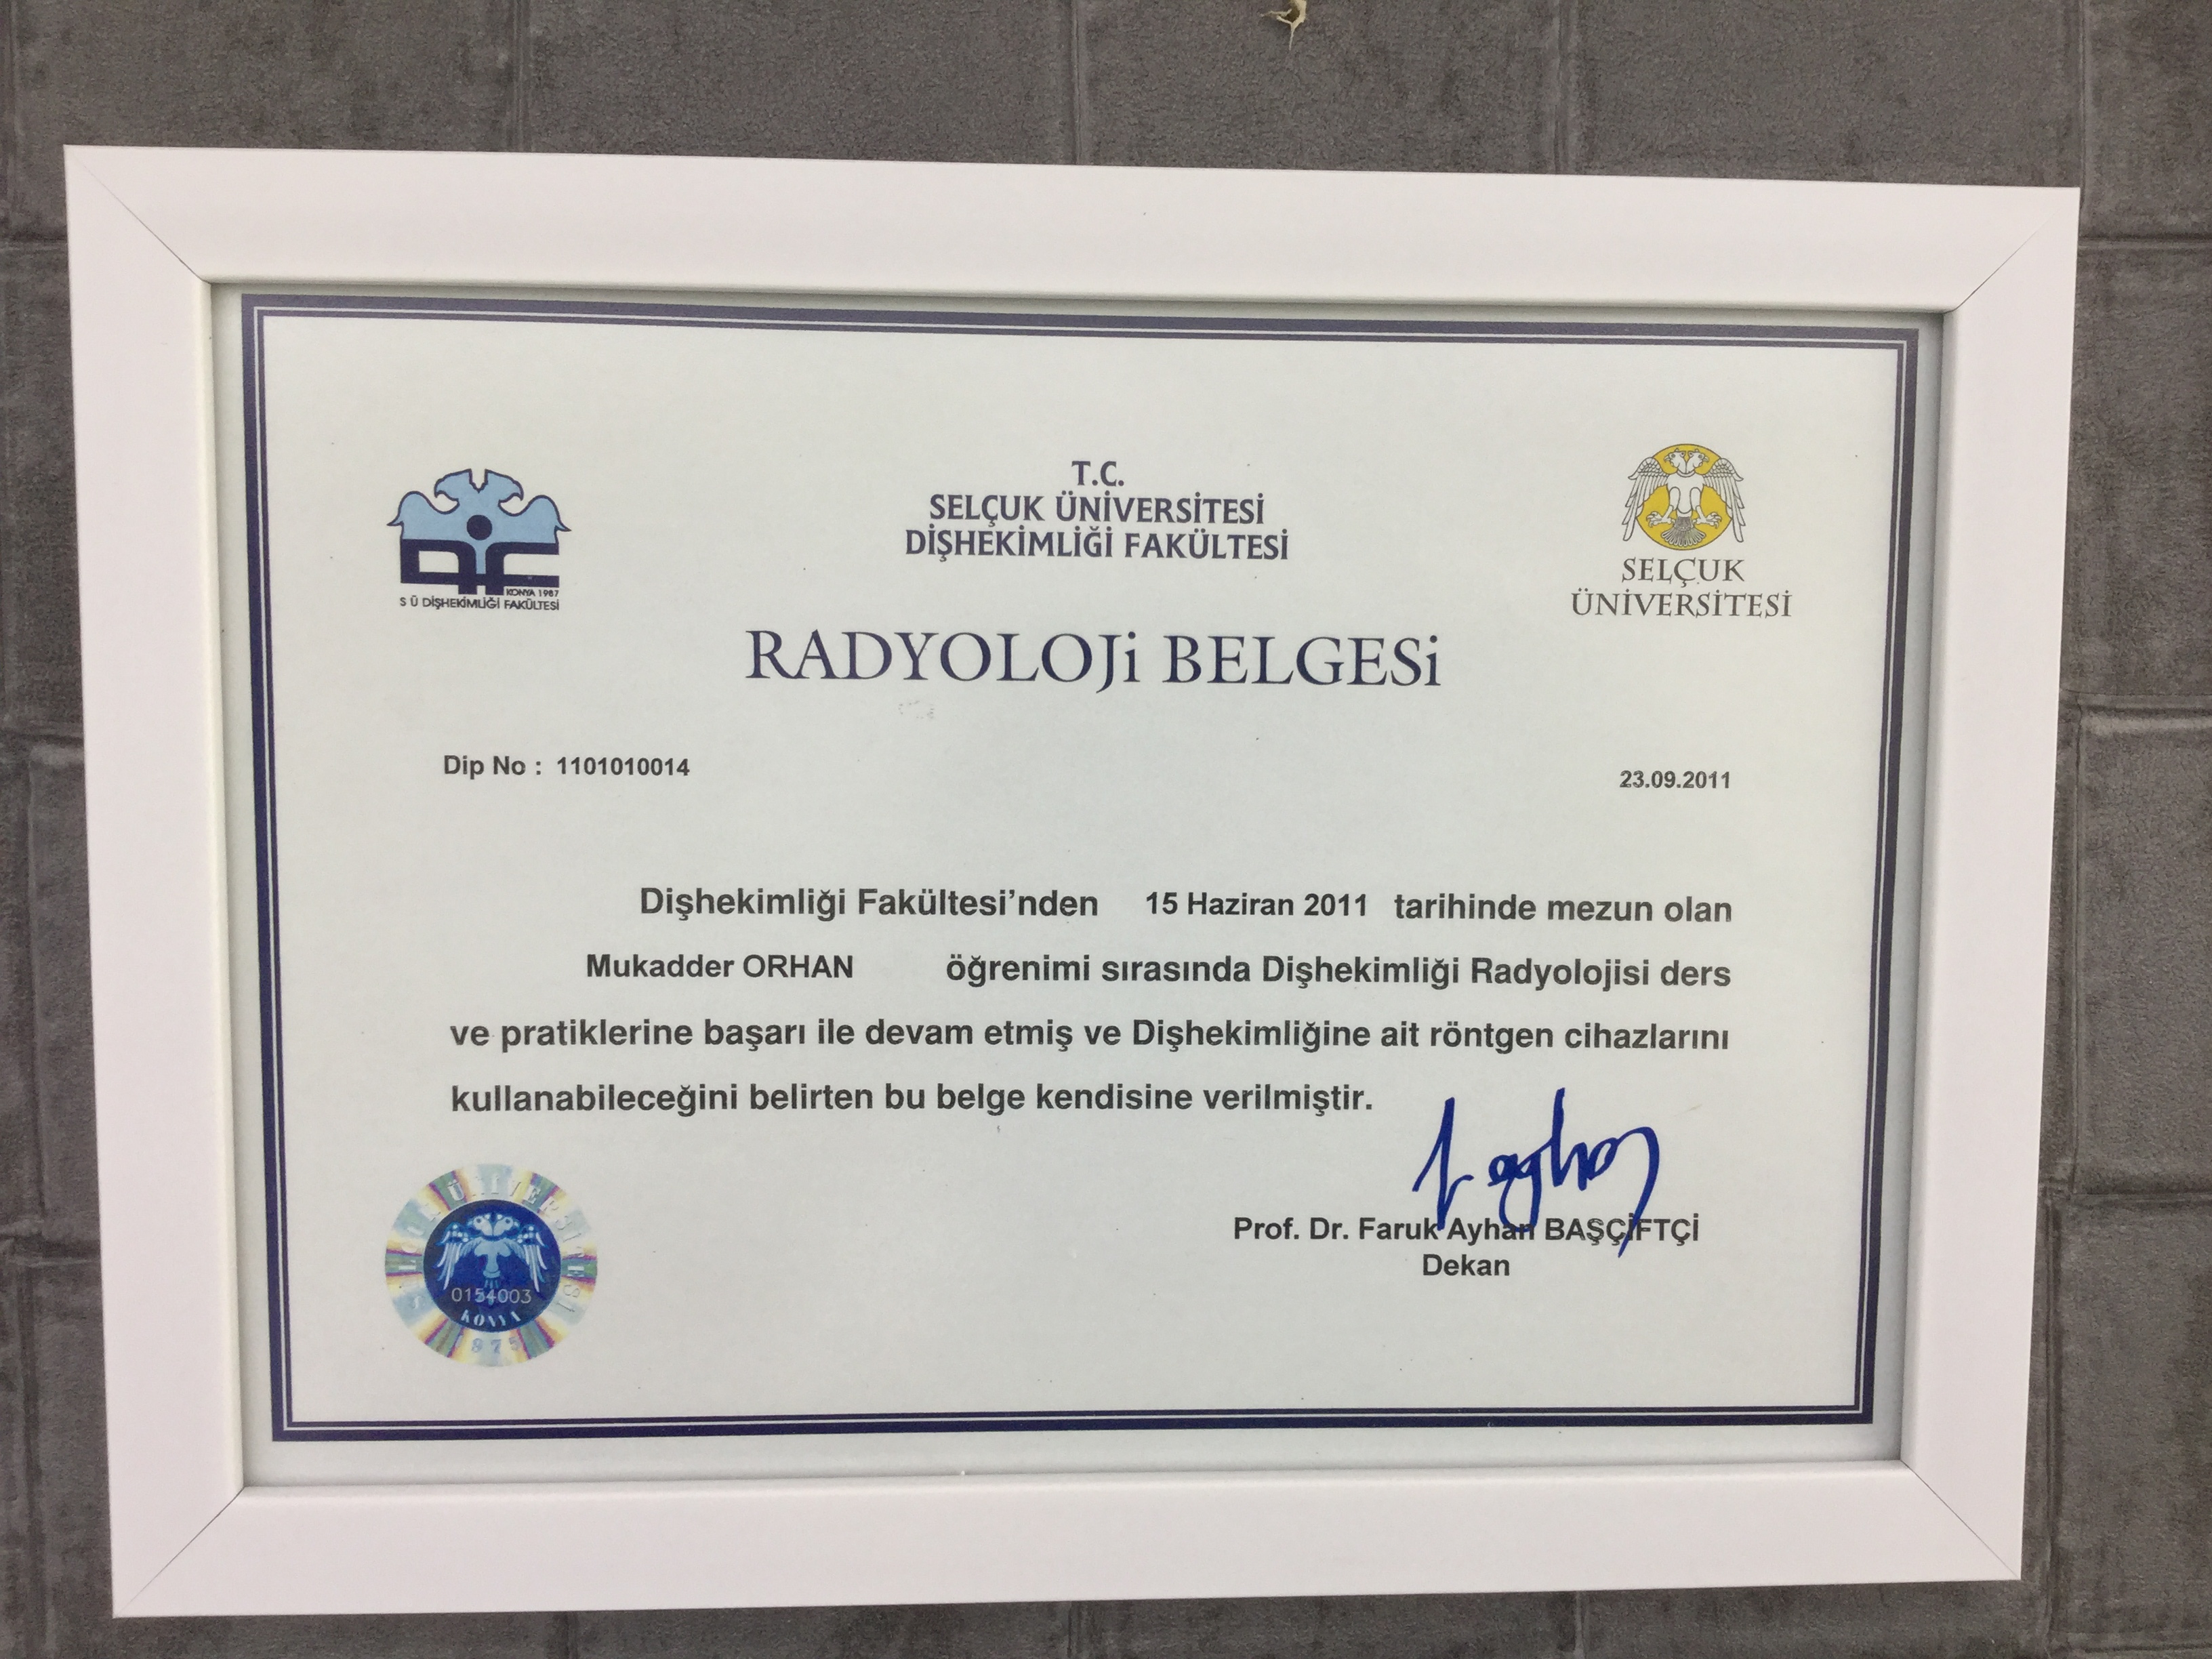 T.C.
SELÇUK ÜNİVERSİTESİ
DİŞHEKİMLİĞİ FAKÜLTESİ
KONYA 1987
S Ü DİŞHEKİMLİĞİ FAKÜLTESİ
SELÇUK
ÜNİVERSİTESİ
RADYOLOJi BELGESi
Dip No : 1101010014
23.09.2011
Dişhekimliği Fakültesi’nden 15 Haziran 2011 tarihinde mezun olan
Mukadder ORHAN öğrenimi sırasında Dişhekimliği Radyolojisi ders
ve pratiklerine başarı ile devam etmiş ve Dişhekimliğine ait röntgen cihazlarını
kullanabileceğini belirten bu belge kendisine verilmiştir.
Prof. Dr. Faruk Ayhan BAŞÇİFTÇİ
Dekan
0154003
KONYA